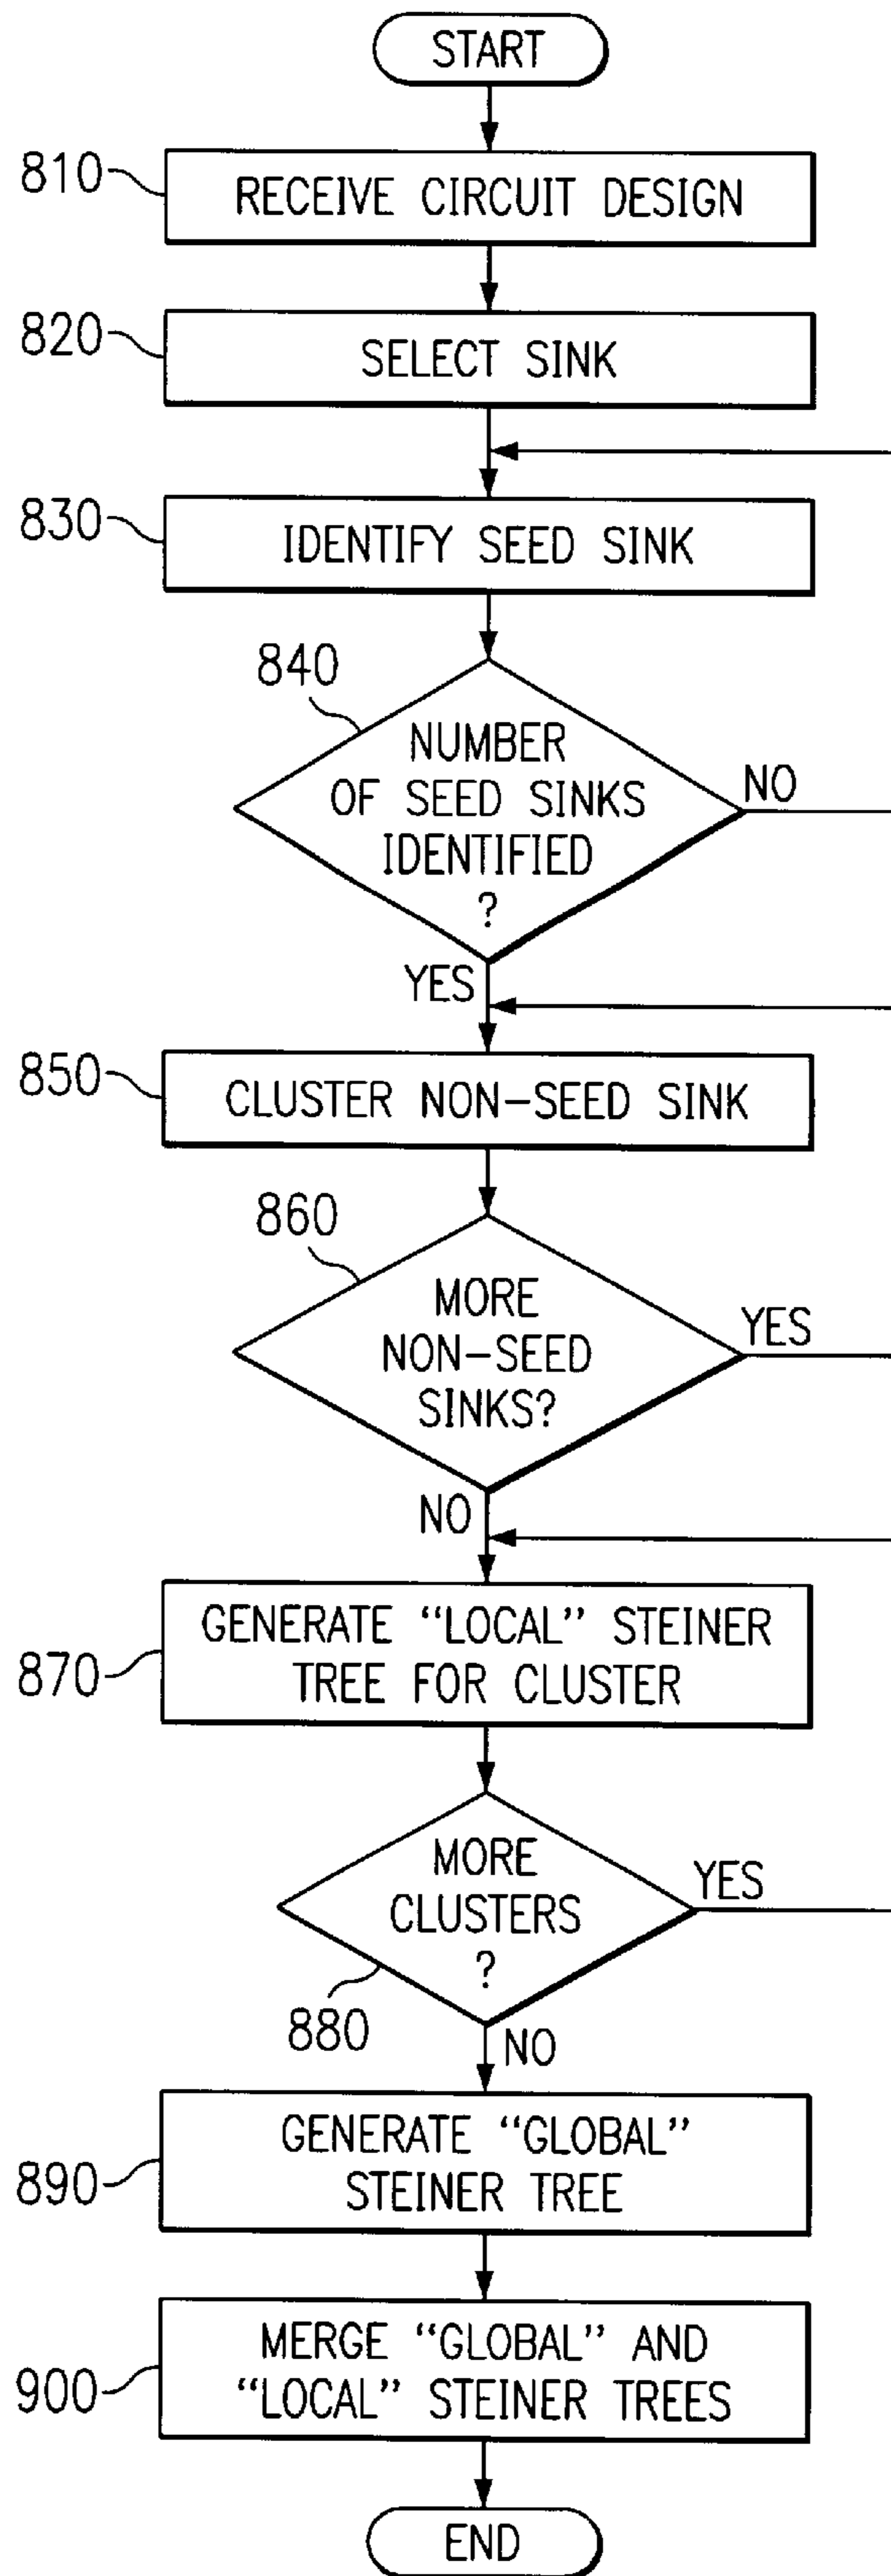 START
810
RECEIVE CIRCUIT DESIGN
820
SELECT SINK
830
IDENTIFY SEED SINK
840
NUMBER
OF SEED SINKS
IDENTIFIED
?
NO
YES
850
CLUSTER NON-SEED SINK
860
MORE
NON-SEED
SINKS?
YES
NO
870
GENERATE “LOCAL” STEINER
TREE FOR CLUSTER
MORE
CLUSTERS
?
YES
880
NO
890
GENERATE “GLOBAL”
STEINER TREE
900
MERGE “GLOBAL” AND
“LOCAL” STEINER TREES
END